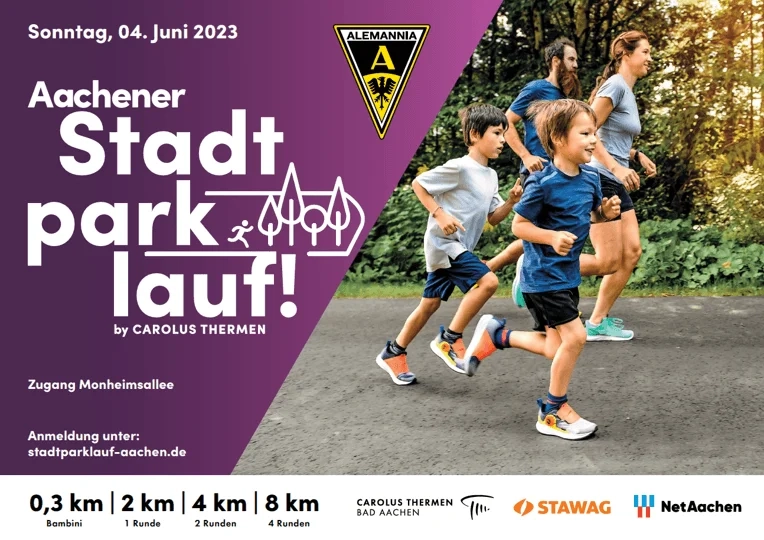 Sonntag, 04. Juni 2023
ALEMANNIA
A
Aachener
Stadt
park
lauf!
by CAROLUS THERMEN
Zugang Monheimsallee
Anmeldung unter:
stadtparklauf-aachen.de
0,3 km | 2 km | 4 km | 8 km
Bambini 1 Runde 2 Runden 4 Runden
CAROLUS THERMEN
BAD AACHEN
STAWAG
NetAachen